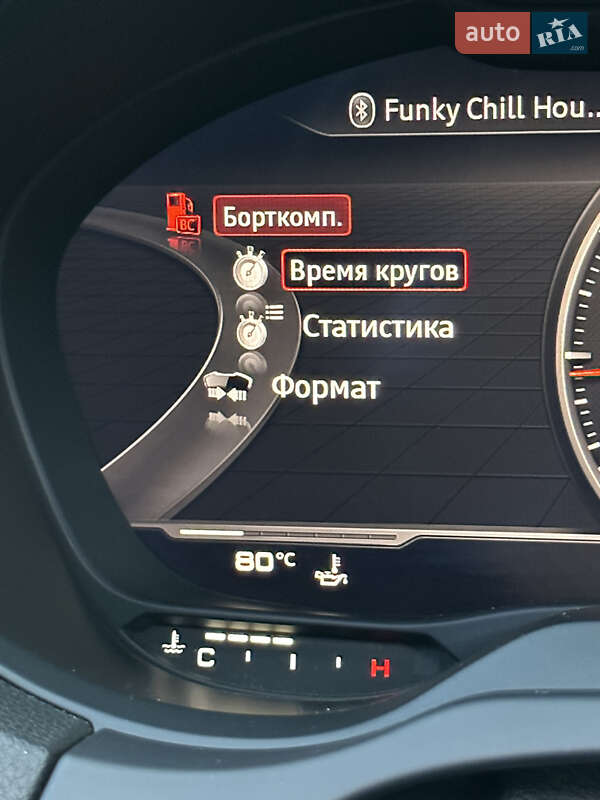 auto RIA
.com
Funky Chill Hou...
BC
Борткомп.
Время кругов
Статистика
Формат
80°C
C
H